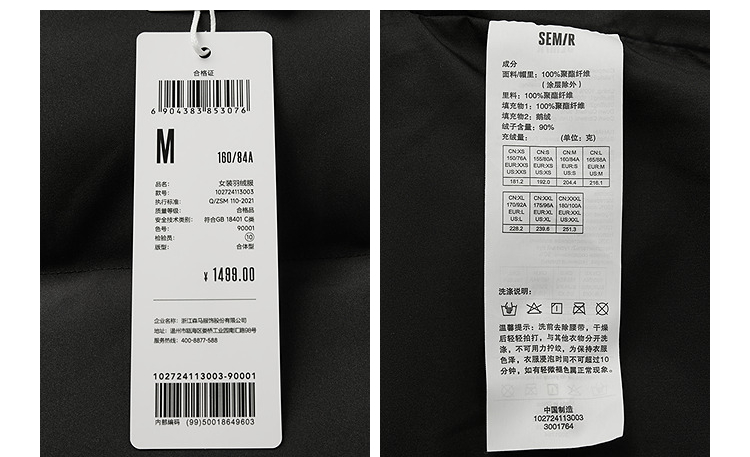 合格证
6 904383 853076
M
160/84A
品名: 女装羽绒服
款号: 102724113003
执行标准: Q/ZSM 110-2021
质量等级: 合格品
安全技术类别: 符合GB 18401 C类
色号: 90001
检验员: 10
版型: 合体型
¥ 1499.00
企业名称: 浙江森马服饰股份有限公司
地址: 温州市瓯海区娄桥工业园南汇路98号
服务热线: 400-8877-588
102724113003-90001
内部编码 (99)50018649603
SEM/R
成分
面料/帽里: 100%聚酯纤维
(涂层除外)
里料: 100%聚酯纤维
填充物1: 100%聚酯纤维
填充物2: 鹅绒
绒子含量: 90%
充绒量: (单位: 克)
CN:XS CN:S CN:M CN:L
150/76A 155/80A 160/84A 165/88A
EUR:XXS EUR:XS EUR:S EUR:M
US:XXS US:XS US:S US:M
181.2 192.0 204.4 216.1
CN:XL CN:XXL CN:XXXL
170/92A 175/96A 180/100A
EUR:L EUR:XL EUR:XXL
US:L US:XL US:XXL
228.2 239.6 251.3
洗涤说明:
温馨提示: 洗前去除腰带, 干燥
后轻轻拍打, 与其他衣物分开洗
涤, 不可用力拧绞, 为保持衣服
色泽, 衣服浸泡时间不可超过10
分钟, 如有轻微褪色属正常现象。
中国制造
102724113003
3001764